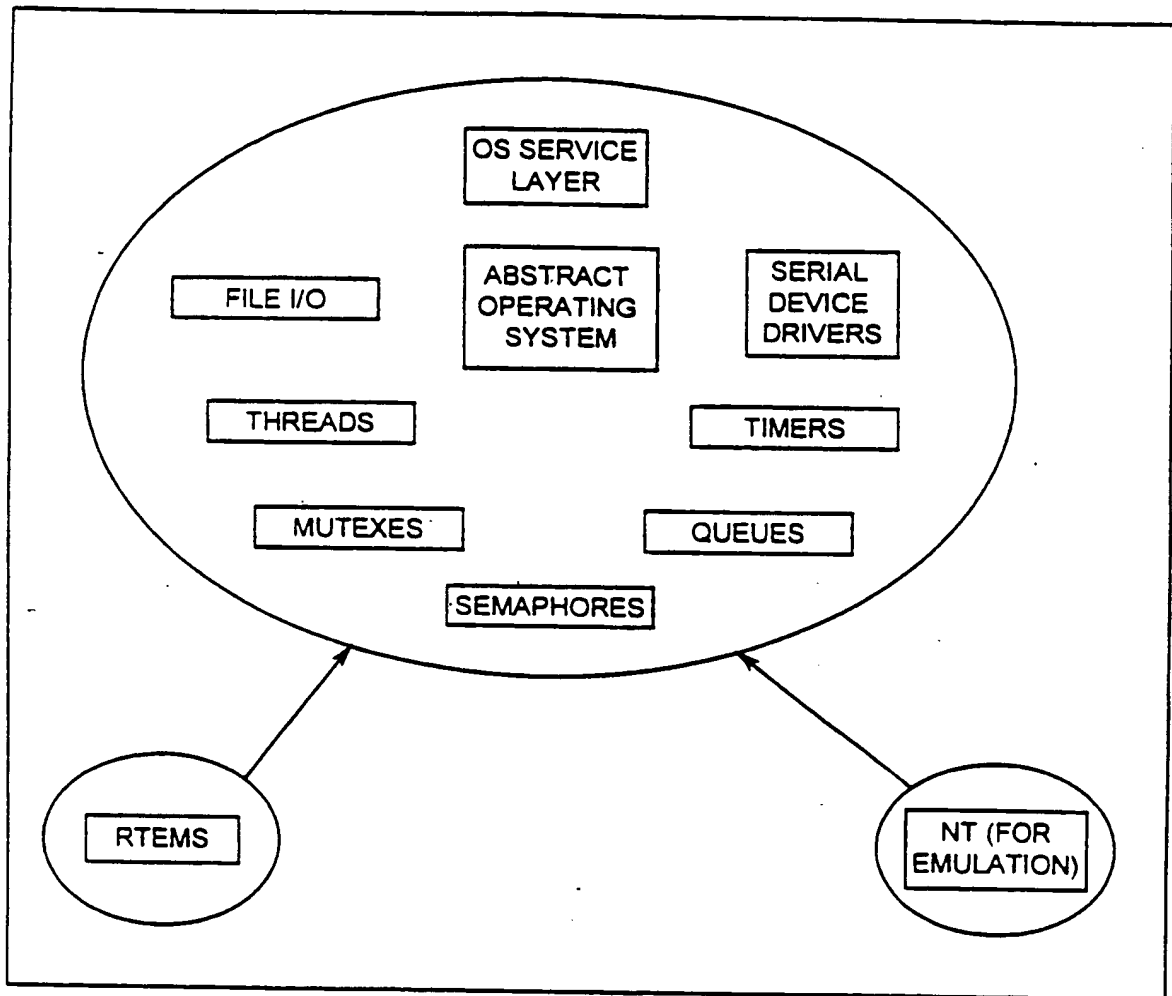 OS SERVICE
LAYER
FILE I/O
ABSTRACT
OPERATING
SYSTEM
SERIAL
DEVICE
DRIVERS
THREADS
TIMERS
MUTEXES
QUEUES
SEMAPHORES
RTEMS
NT (FOR
EMULATION)